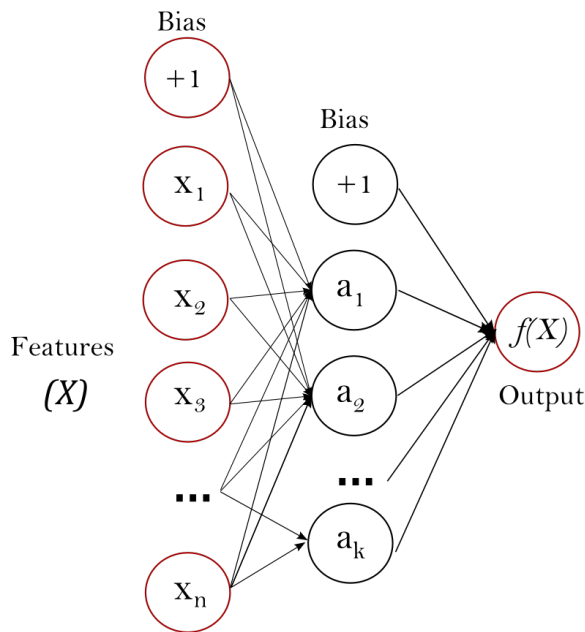 Bias
+1
x1
x2
x3
...
xn
Features
(X)
Bias
+1
a1
a2
...
ak
f(X)
Output